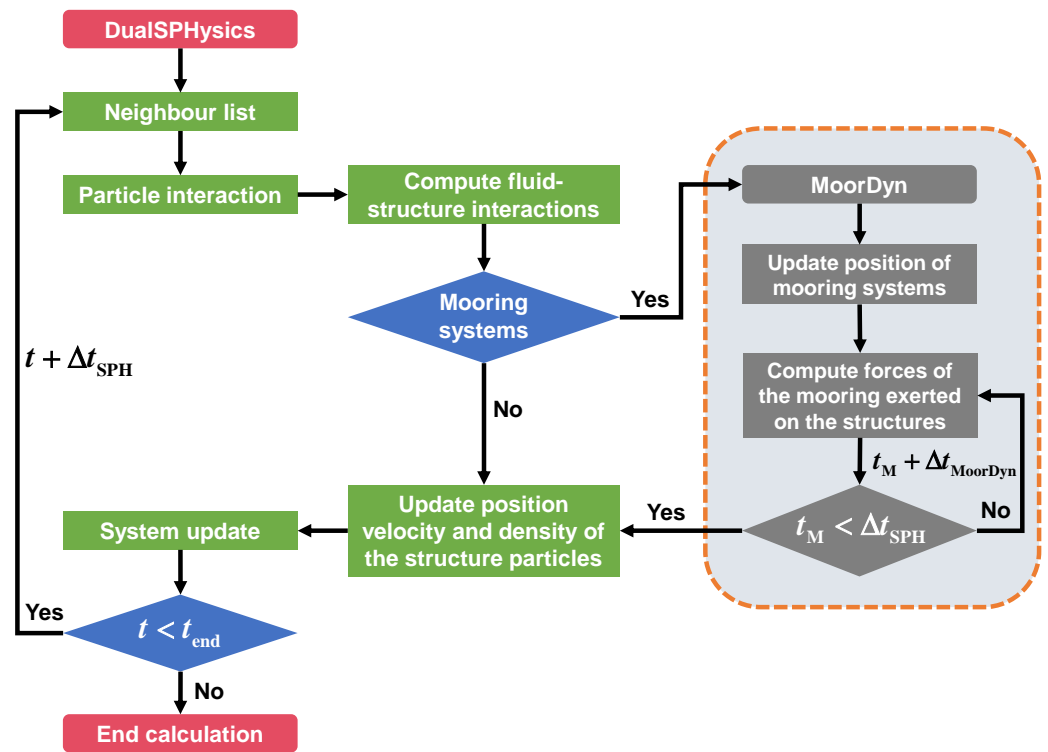 DualSPHysics
Neighbour list
Particle interaction
Compute fluid-
structure interactions
MoorDyn
Update position of
mooring systems
Mooring
systems
Yes
t + Δt_SPH
Compute forces of
the mooring exerted
on the structures
No
t_M + Δt_MoorDyn
System update
Update position
velocity and density of
the structure particles
Yes
t_M < Δt_SPH
No
Yes
t < t_end
No
End calculation